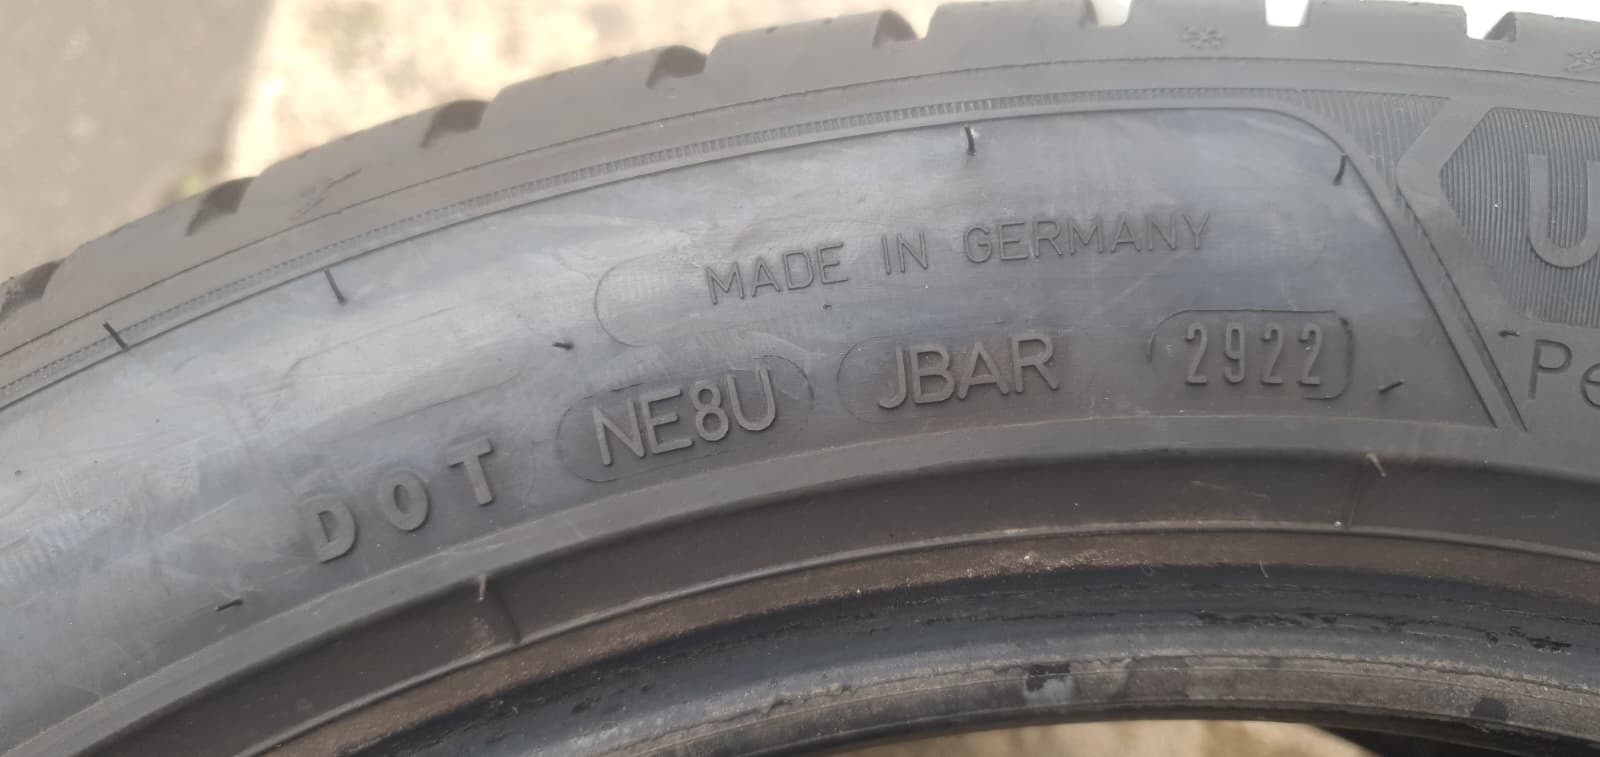 MADE IN GERMANY
DOT NE8U JBAR 2922